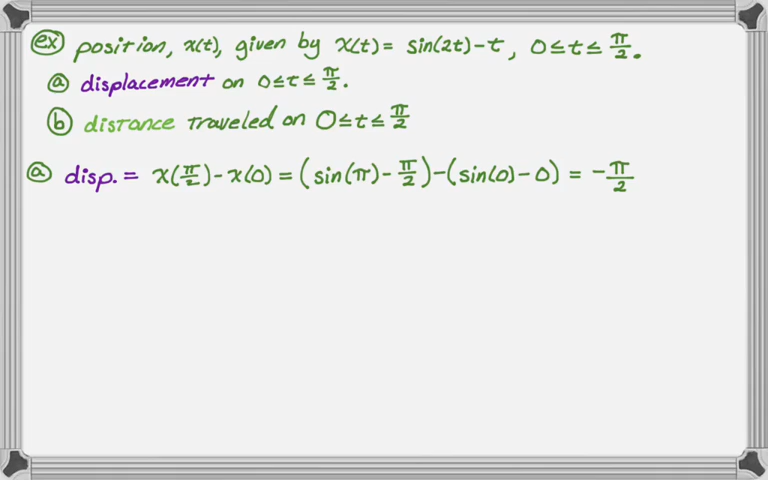 ex position, x(t), given by x(t) = sin(2t) - t, 0 ≤ t ≤ π/2.
a displacement on 0 ≤ t ≤ π/2.
b distance traveled on 0 ≤ t ≤ π/2
a disp. = x(π/2) - x(0) = (sin(π) - π/2) - (sin(0) - 0) = -π/2